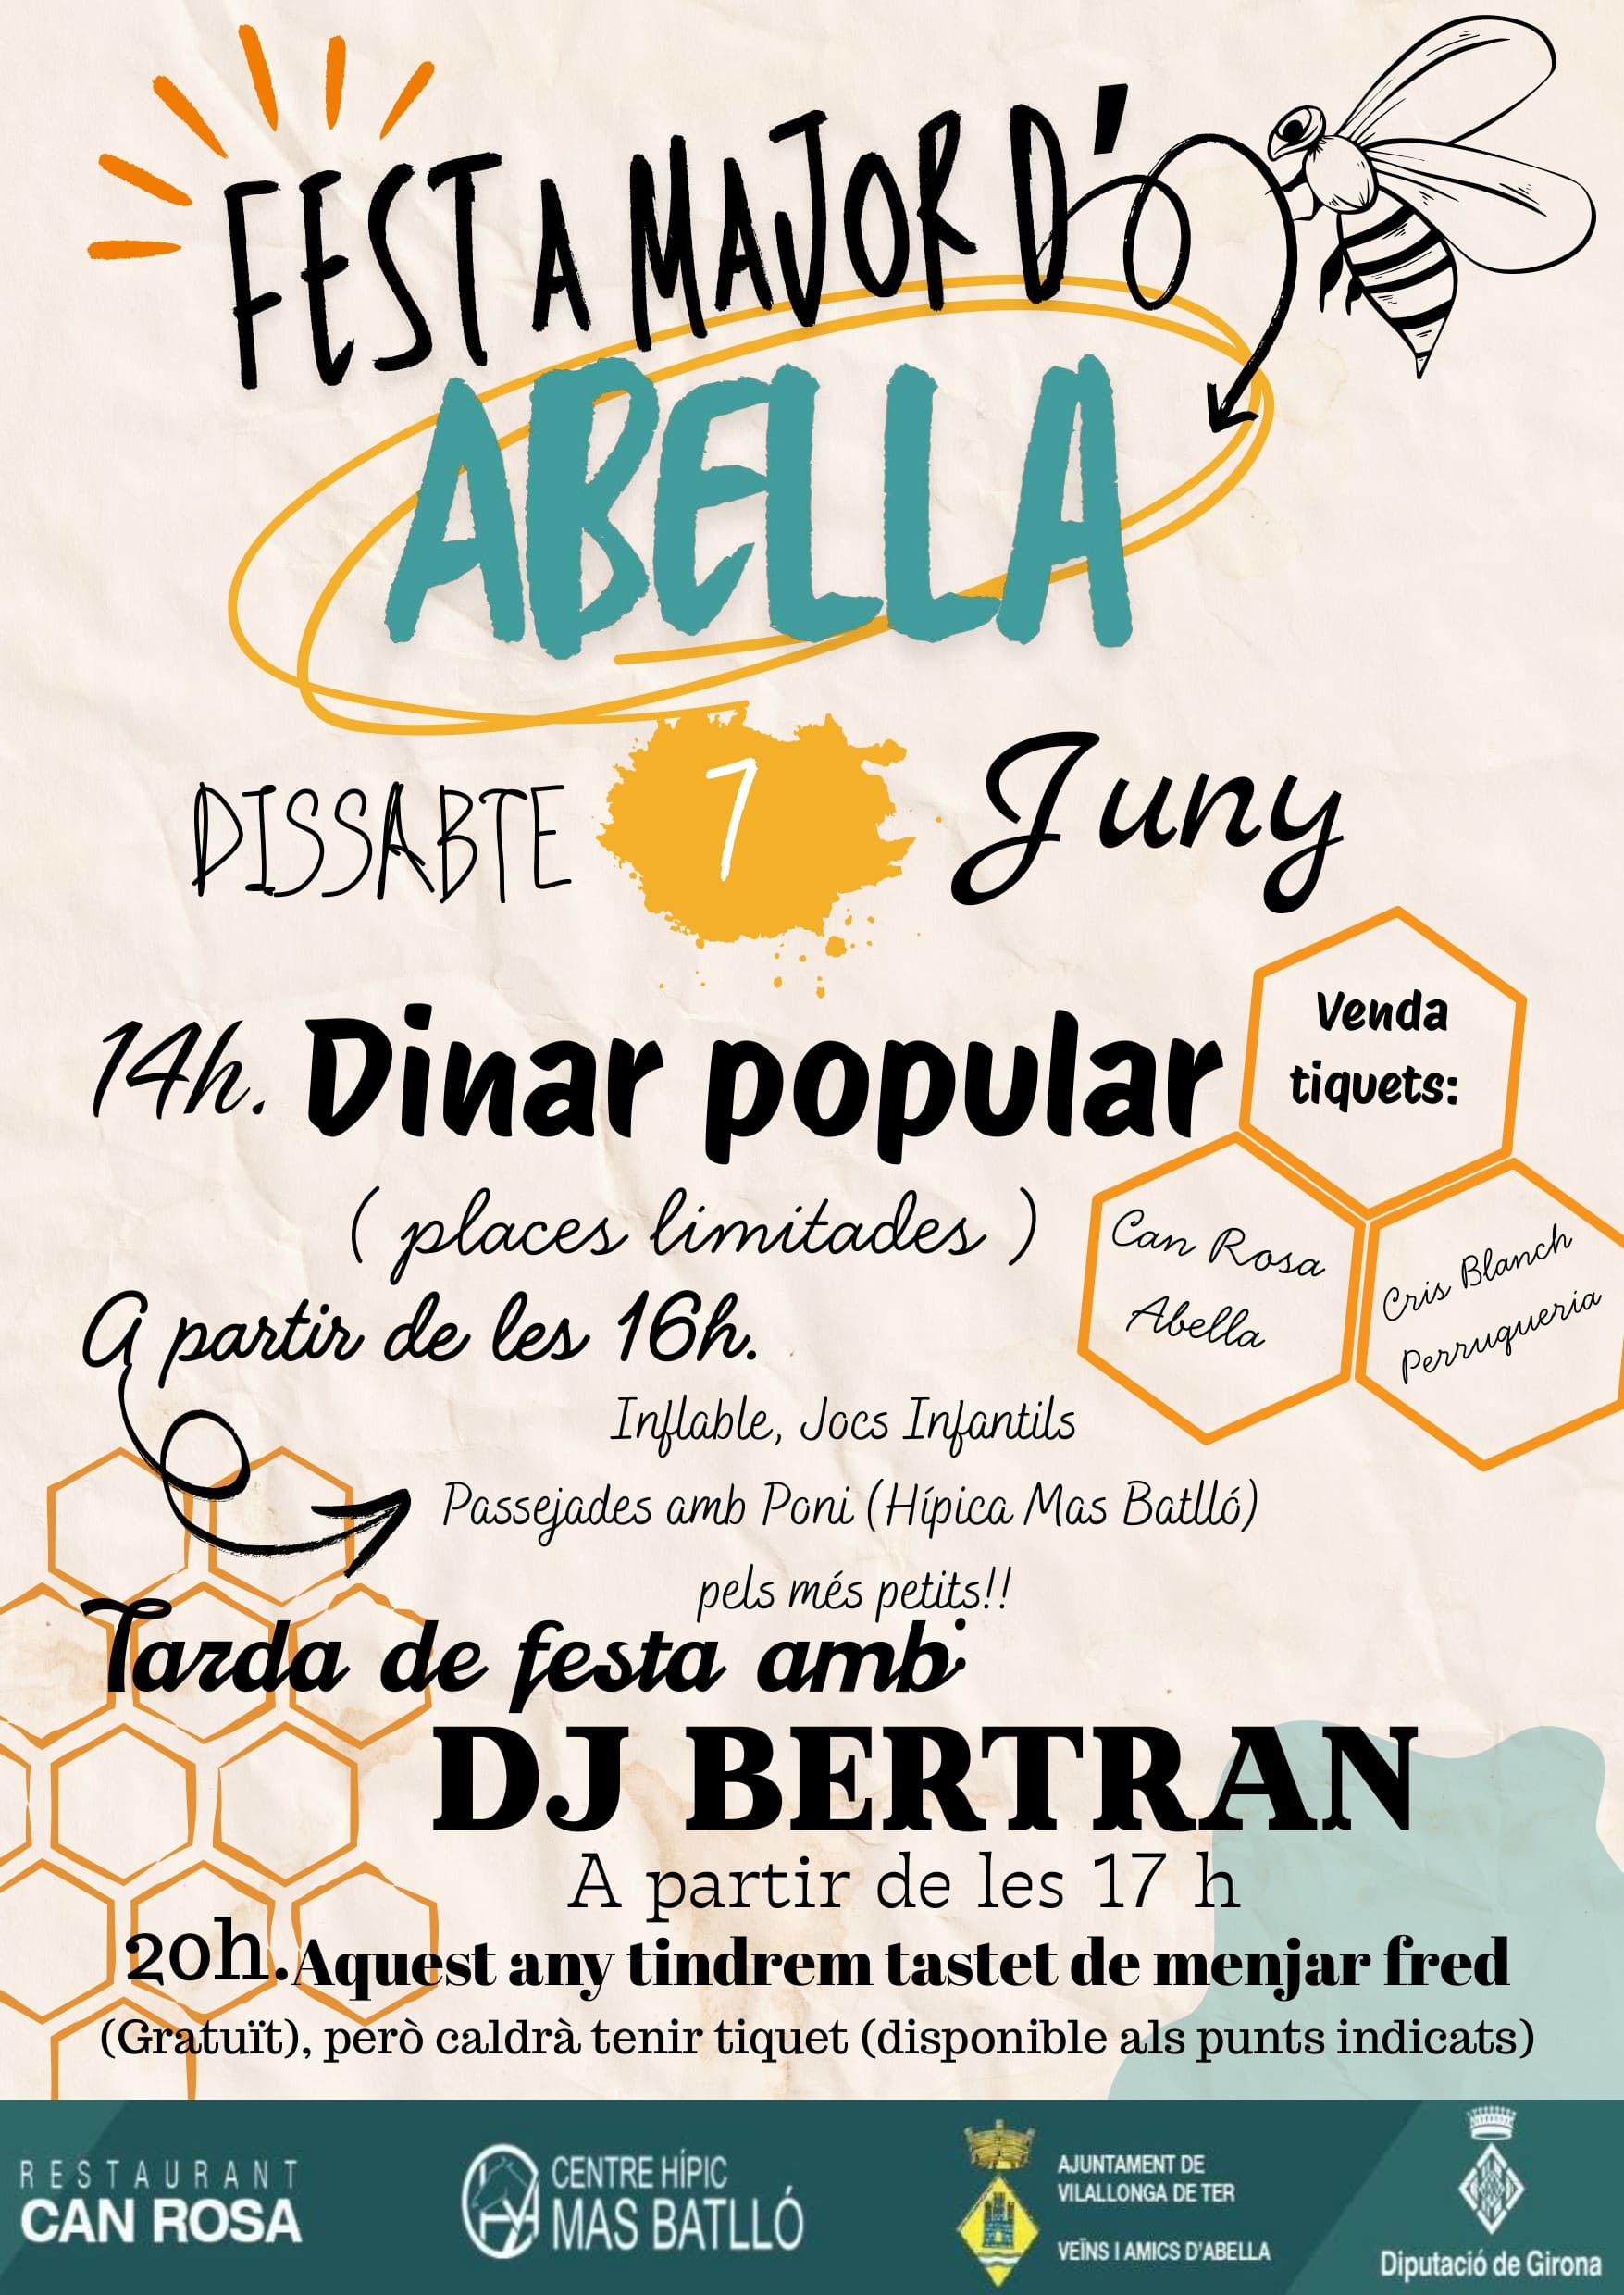 FESTA MAJOR D'
ABELLA
DISSABTE 7 Juny
14h. Dinar popular
( places limitades )
Venda
tiquets:
Can Rosa
Abella
Cris Blanch
Perruqueria
A partir de les 16h.
Inflable, Jocs Infantils
Passejades amb Poni (Hípica Mas Batlló)
pels més petits!!
Tarda de festa amb:
DJ BERTRAN
A partir de les 17 h
20h.Aquest any tindrem tastet de menjar fred
(Gratuït), però caldrà tenir tiquet (disponible als punts indicats)
RESTAURANT
CAN ROSA
CENTRE HÍPIC
MAS BATLLÓ
AJUNTAMENT DE
VILALLONGA DE TER
VEÏNS I AMICS D'ABELLA
Diputació de Girona